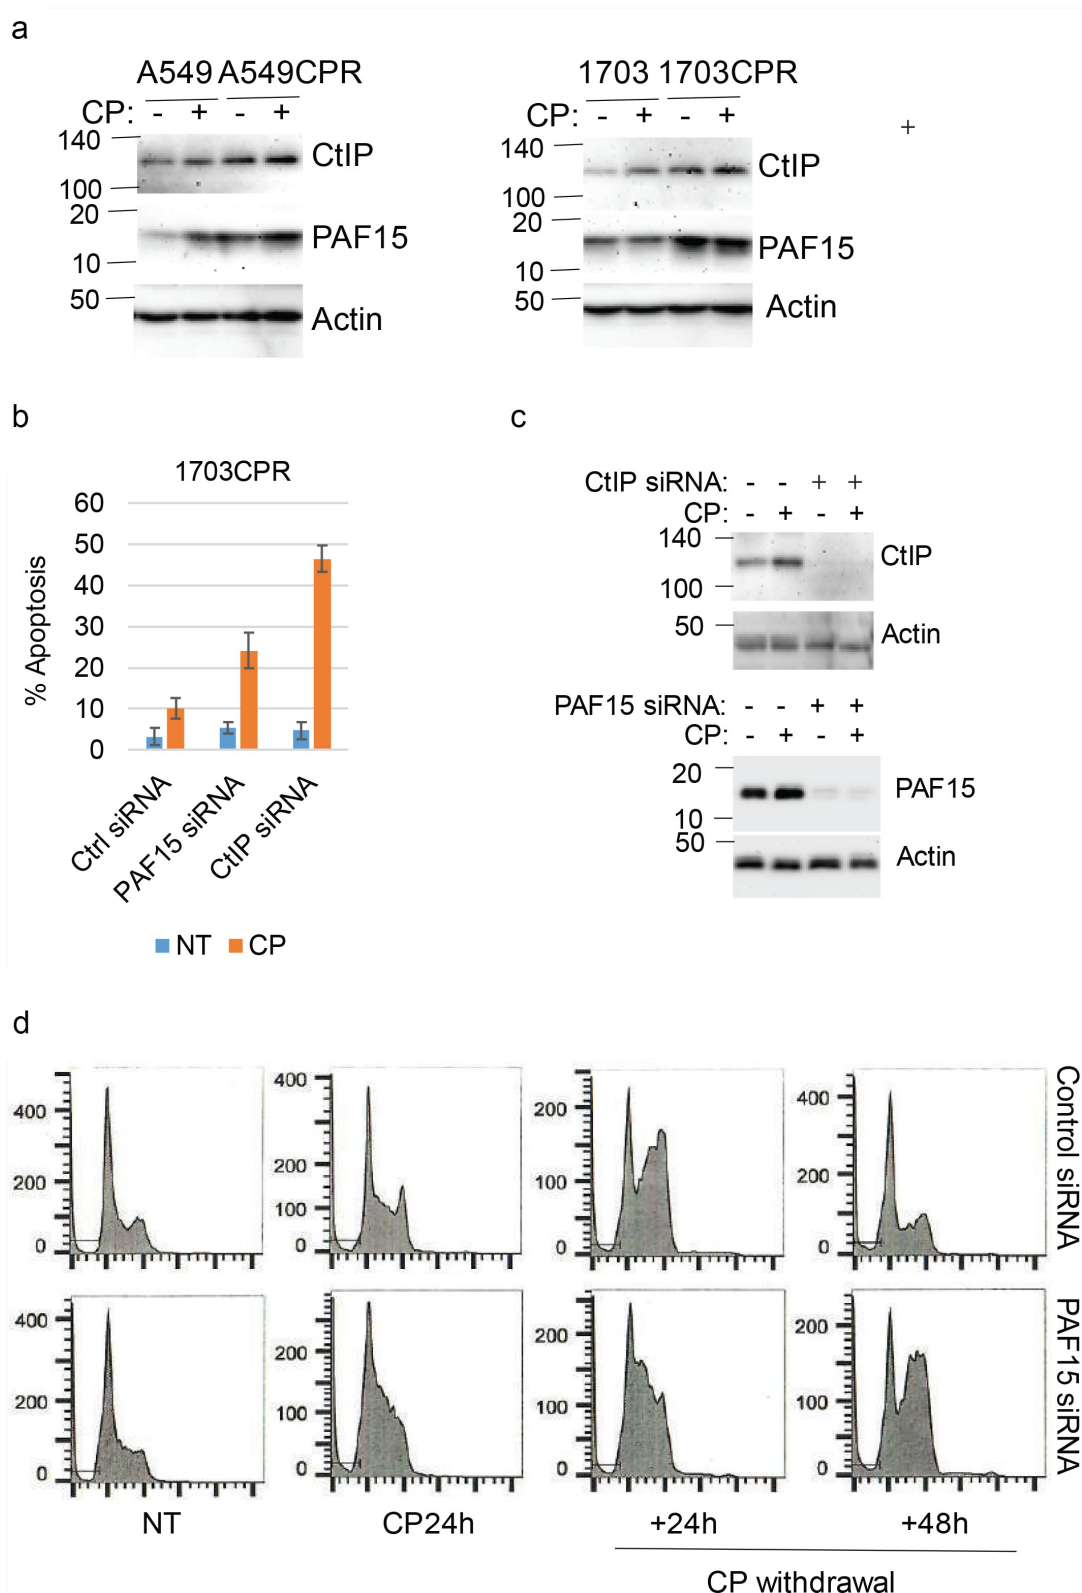 a
A549 A549CPR
CP: - + - +
140
CtIP
100
20
PAF15
10
50
Actin
1703 1703CPR
CP: - + - +
+
140
CtIP
100
20
PAF15
10
50
Actin
b
1703CPR
60
50
40
30
20
10
0
% Apoptosis
Ctrl siRNA
PAF15 siRNA
CtIP siRNA
NT CP
c
CtIP siRNA: - - + +
CP: - + - +
140
CtIP
100
50
Actin
PAF15 siRNA: - - + +
CP: - + - +
20
PAF15
10
50
Actin
d
400
200
0
400
200
100
0
200
100
0
400
200
0
Control siRNA
400
200
0
200
100
0
200
100
0
200
100
0
PAF15 siRNA
NT CP24h +24h +48h
CP withdrawal